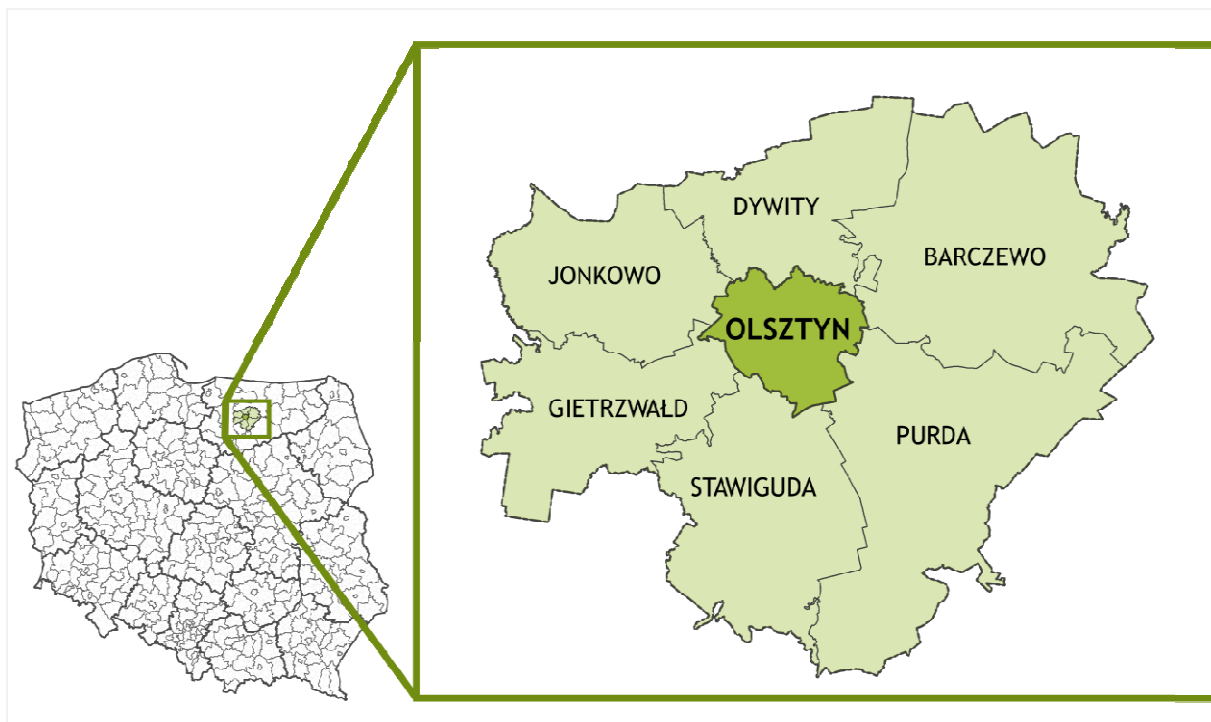 DYWITY
BARCZEWO
JONKOWO
OLSZTYN
GIETRZWAŁD
PURDA
STAWIGUDA